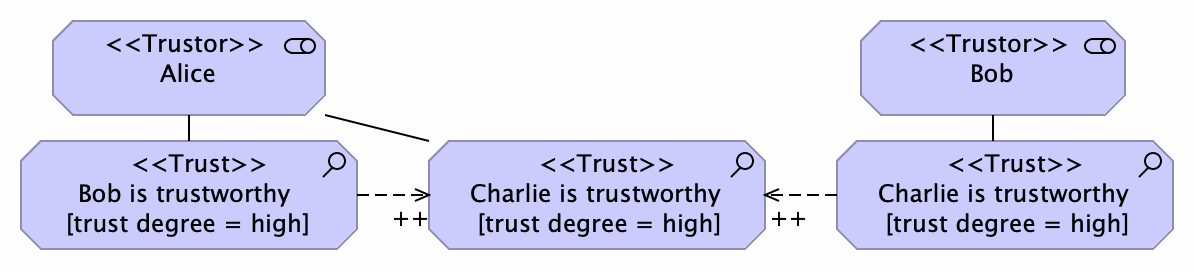 <<Trustor>>
Alice
<<Trustor>>
Bob
<<Trust>>
Bob is trustworthy
[trust degree = high]
++
<<Trust>>
Charlie is trustworthy
[trust degree = high]
++
<<Trust>>
Charlie is trustworthy
[trust degree = high]